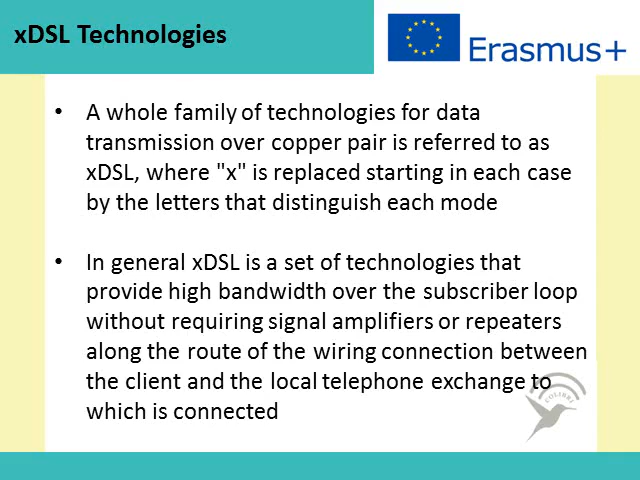 xDSL Technologies
Erasmus+
• A whole family of technologies for data
transmission over copper pair is referred to as
xDSL, where "x" is replaced starting in each case
by the letters that distinguish each mode
• In general xDSL is a set of technologies that
provide high bandwidth over the subscriber loop
without requiring signal amplifiers or repeaters
along the route of the wiring connection between
the client and the local telephone exchange to
which is connected
COLIBRI